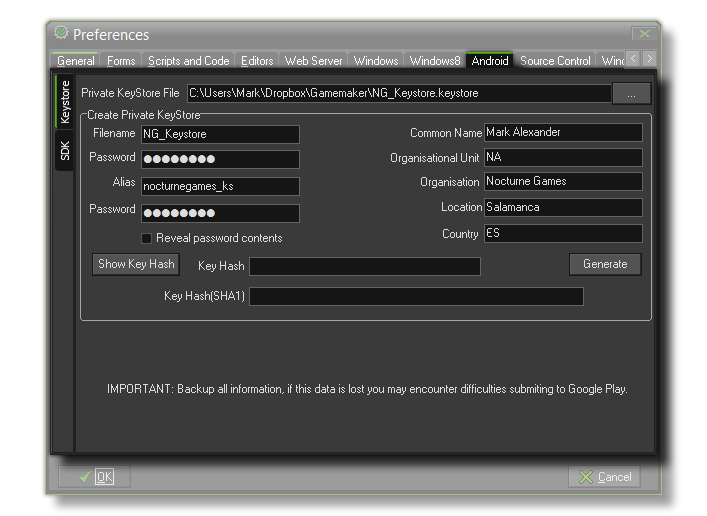 Preferences
General Forms Scripts and Code Editors Web Server Windows Windows8 Android Source Control
Keystore
SDK
Private KeyStore File C:\Users\Mark\Dropbox\Gamemaker\NG_Keystore.keystore ...
Create Private KeyStore
Filename NG_Keystore Common Name Mark Alexander
Password ●●●●●●●● Organisational Unit NA
Alias nocturnegames_ks Organisation Nocturne Games
Password ●●●●●●●● Location Salamanca
Reveal password contents Country ES
Show Key Hash Key Hash Generate
Key Hash(SHA1)
IMPORTANT: Backup all information, if this data is lost you may encounter difficulties submiting to Google Play.
OK Cancel